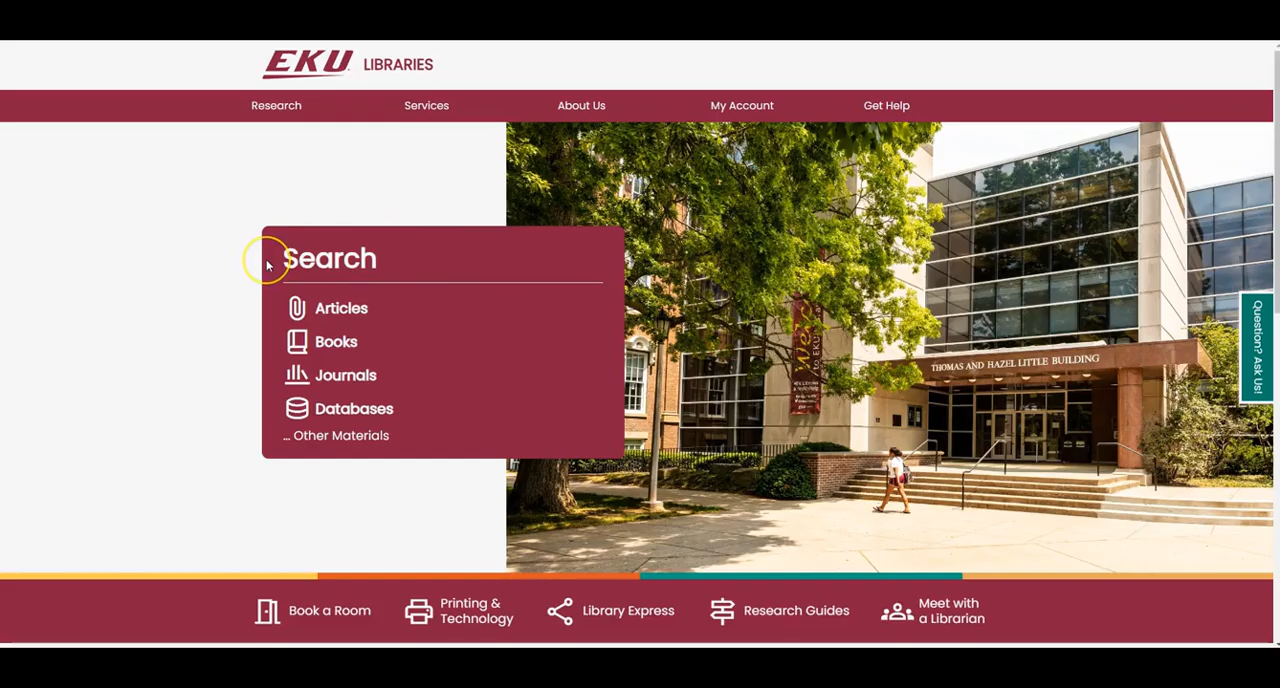 EKU LIBRARIES
Research Services About Us My Account Get Help
Search
Articles
Books
Journals
Databases
... Other Materials
THOMAS AND HAZEL LITTLE BUILDING
Question? Ask Us!
Book a Room
Printing &
Technology
Library Express
Research Guides
Meet with
a Librarian